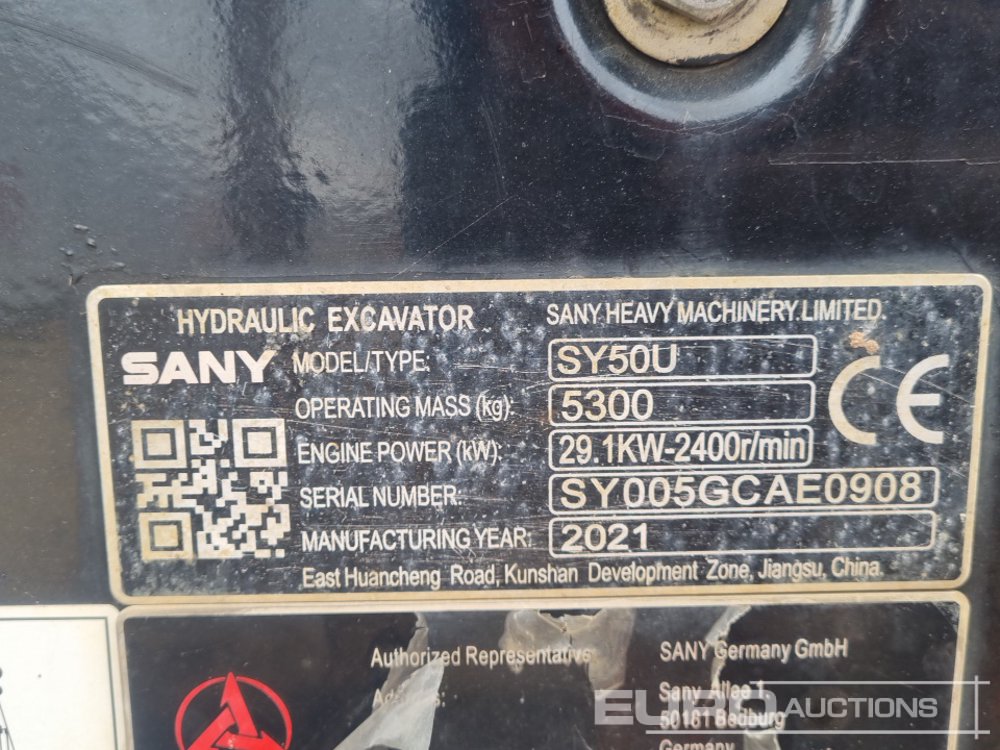 HYDRAULIC EXCAVATOR SANY HEAVY MACHINERY LIMITED.
SANY MODEL/TYPE: SY50U
OPERATING MASS (kg): 5300
ENGINE POWER (kW): 29.1KW-2400r/min
SERIAL NUMBER: SY005GCAE0908
MANUFACTURING YEAR: 2021
East Huancheng Road, Kunshan Development Zone, Jiangsu, China.
CE
Authorized Representative SANY Germany GmbH
Sany Allee 1
50181 Bedburg
Germany
EURO AUCTIONS